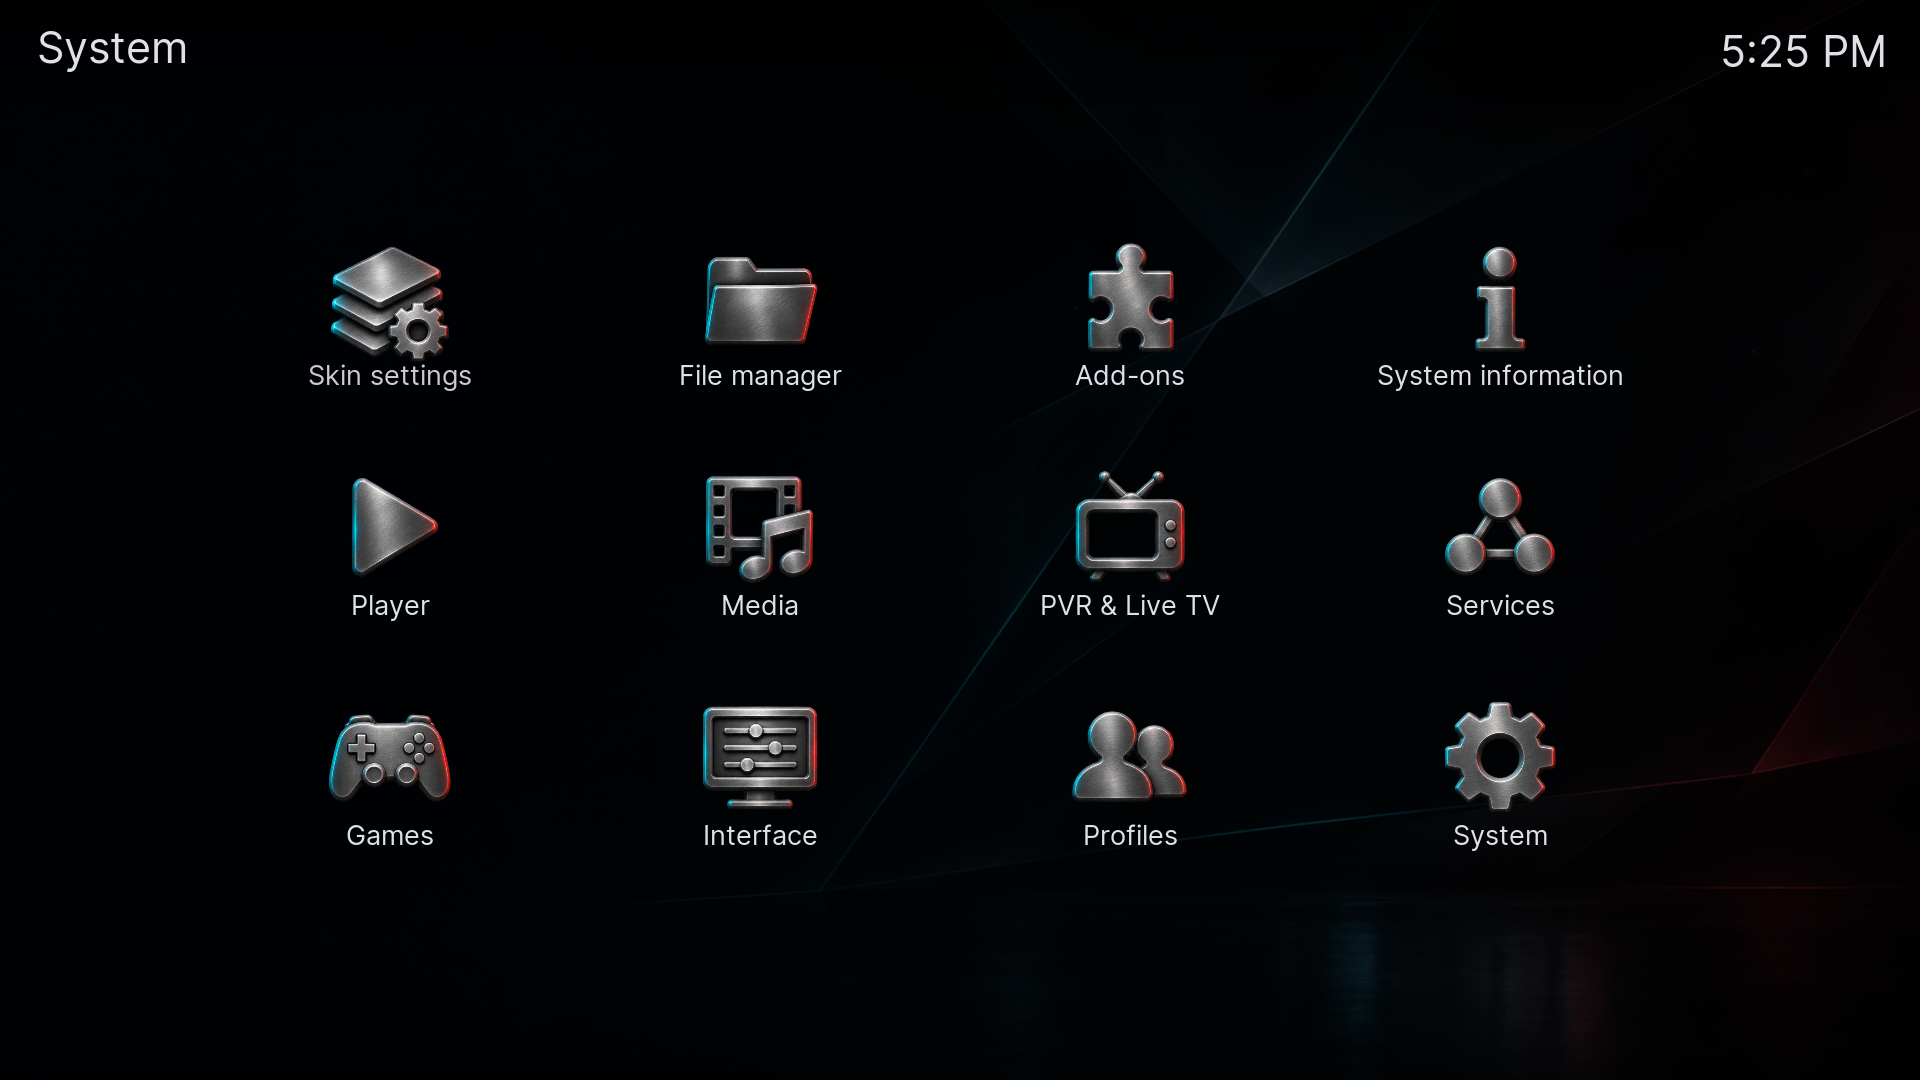 System
5:25 PM
Skin settings
File manager
Add-ons
System information
Player
Media
PVR & Live TV
Services
Games
Interface
Profiles
System